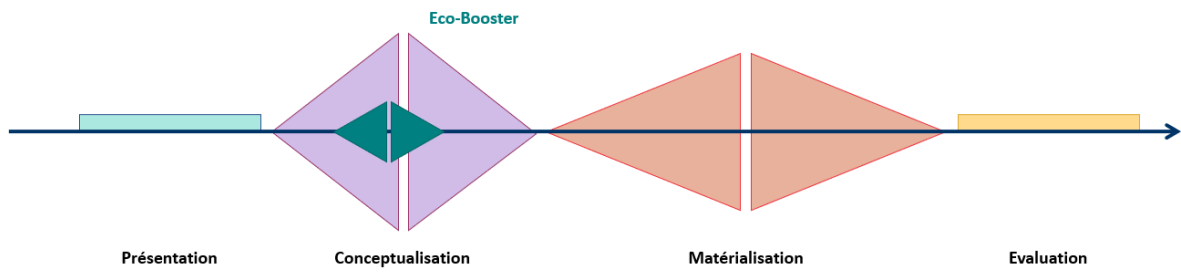 Eco-Booster
Présentation
Conceptualisation
Matérialisation
Evaluation